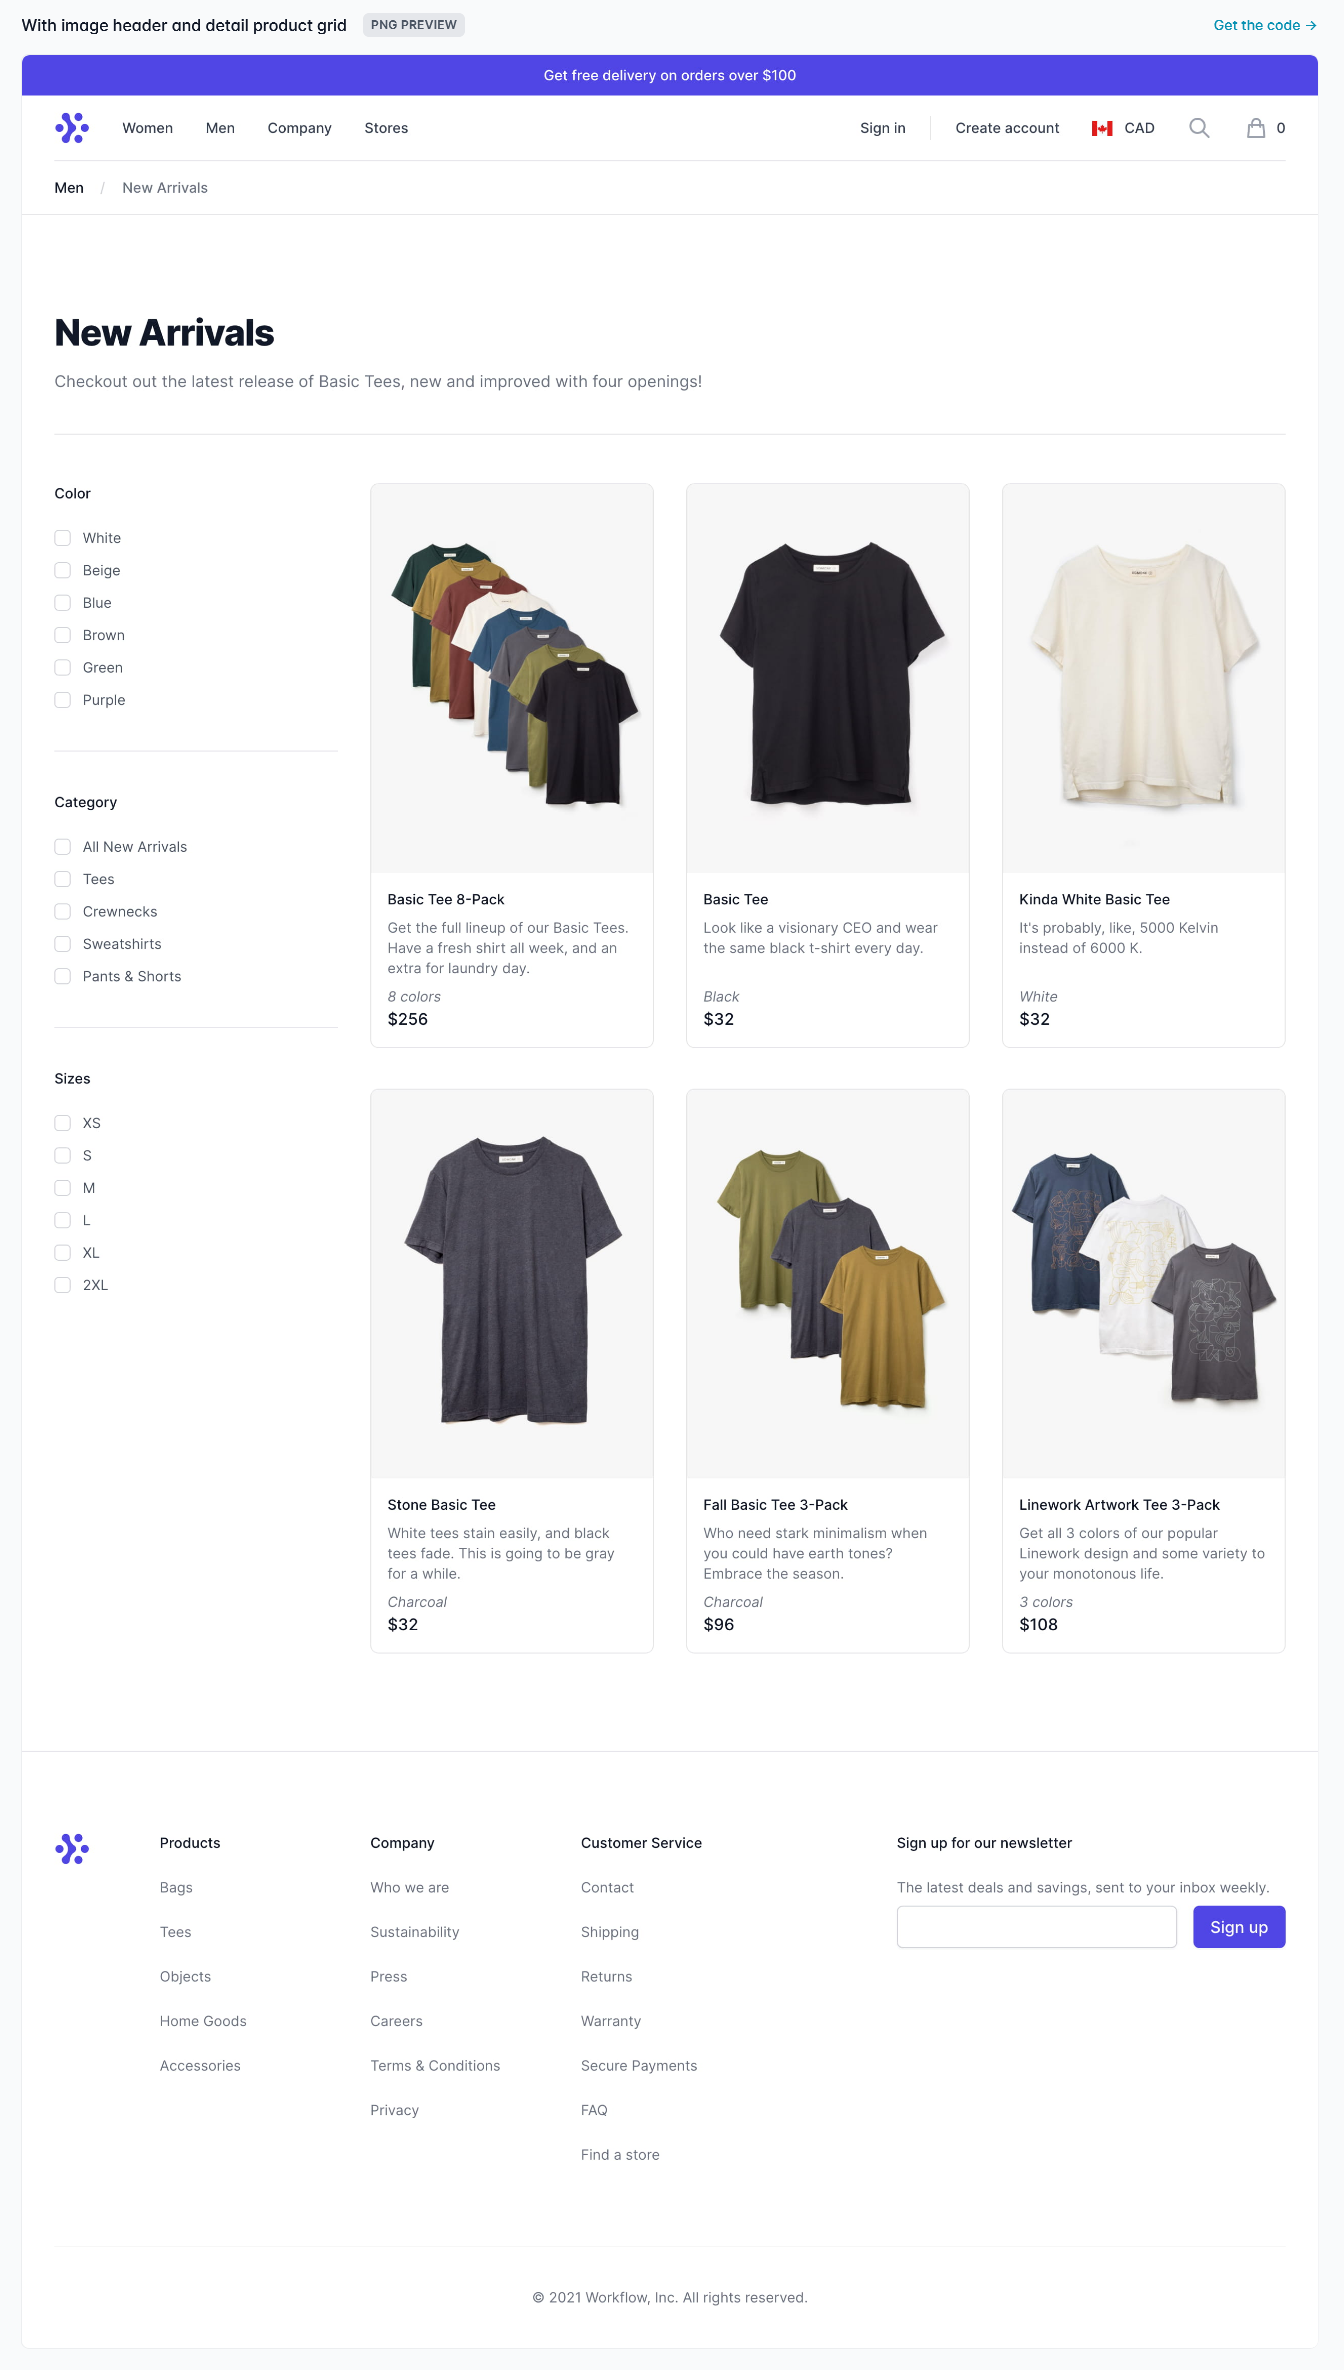 With image header and detail product grid
PNG PREVIEW
Get the code →
Get free delivery on orders over $100
Women Men Company Stores
Sign in Create account CAD 0
Men / New Arrivals
New Arrivals
Checkout out the latest release of Basic Tees, new and improved with four openings!
Color
White
Beige
Blue
Brown
Green
Purple
Category
All New Arrivals
Tees
Crewnecks
Sweatshirts
Pants & Shorts
Sizes
XS
S
M
L
XL
2XL
Basic Tee 8-Pack
Get the full lineup of our Basic Tees.
Have a fresh shirt all week, and an
extra for laundry day.
8 colors
$256
Basic Tee
Look like a visionary CEO and wear
the same black t-shirt every day.
Black
$32
Kinda White Basic Tee
It's probably, like, 5000 Kelvin
instead of 6000 K.
White
$32
Stone Basic Tee
White tees stain easily, and black
tees fade. This is going to be gray
for a while.
Charcoal
$32
Fall Basic Tee 3-Pack
Who need stark minimalism when
you could have earth tones?
Embrace the season.
Charcoal
$96
Linework Artwork Tee 3-Pack
Get all 3 colors of our popular
Linework design and some variety to
your monotonous life.
3 colors
$108
Products
Bags
Tees
Objects
Home Goods
Accessories
Company
Who we are
Sustainability
Press
Careers
Terms & Conditions
Privacy
Customer Service
Contact
Shipping
Returns
Warranty
Secure Payments
FAQ
Find a store
Sign up for our newsletter
The latest deals and savings, sent to your inbox weekly.
Sign up
© 2021 Workflow, Inc. All rights reserved.